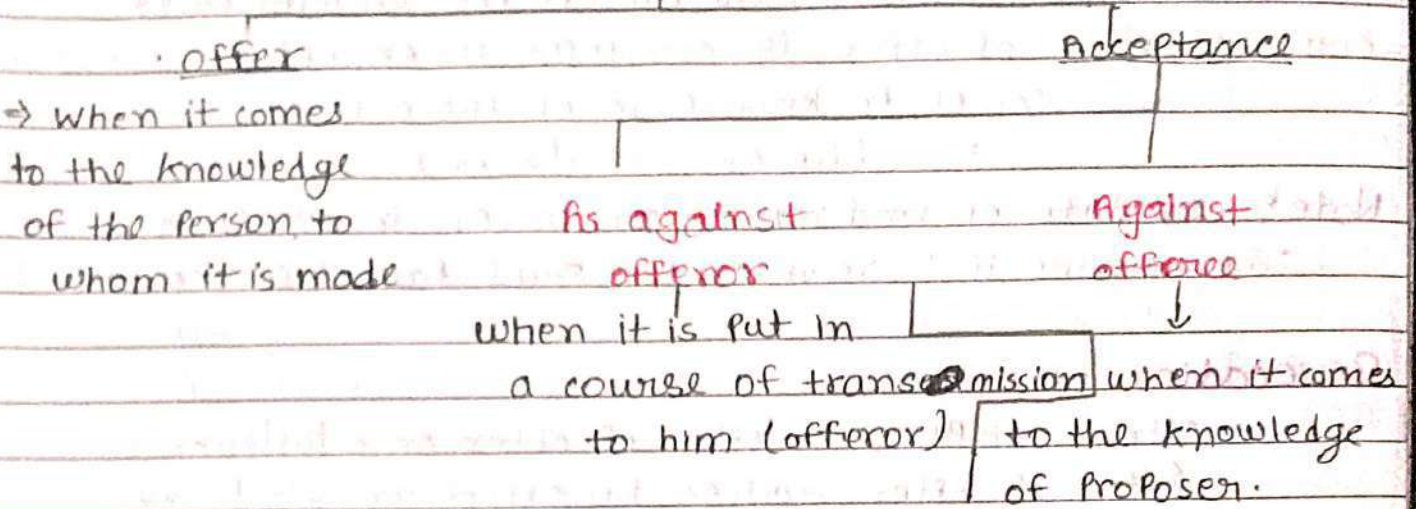 offer
Ackeptance
⇒ when it comes
to the knowledge
of the Person, to
whom it is made
As against
offeror
when it is Put in
a course of transmission
to him (offeror)
Against
offeree
when it comes
to the knowledge
of ProPoser.